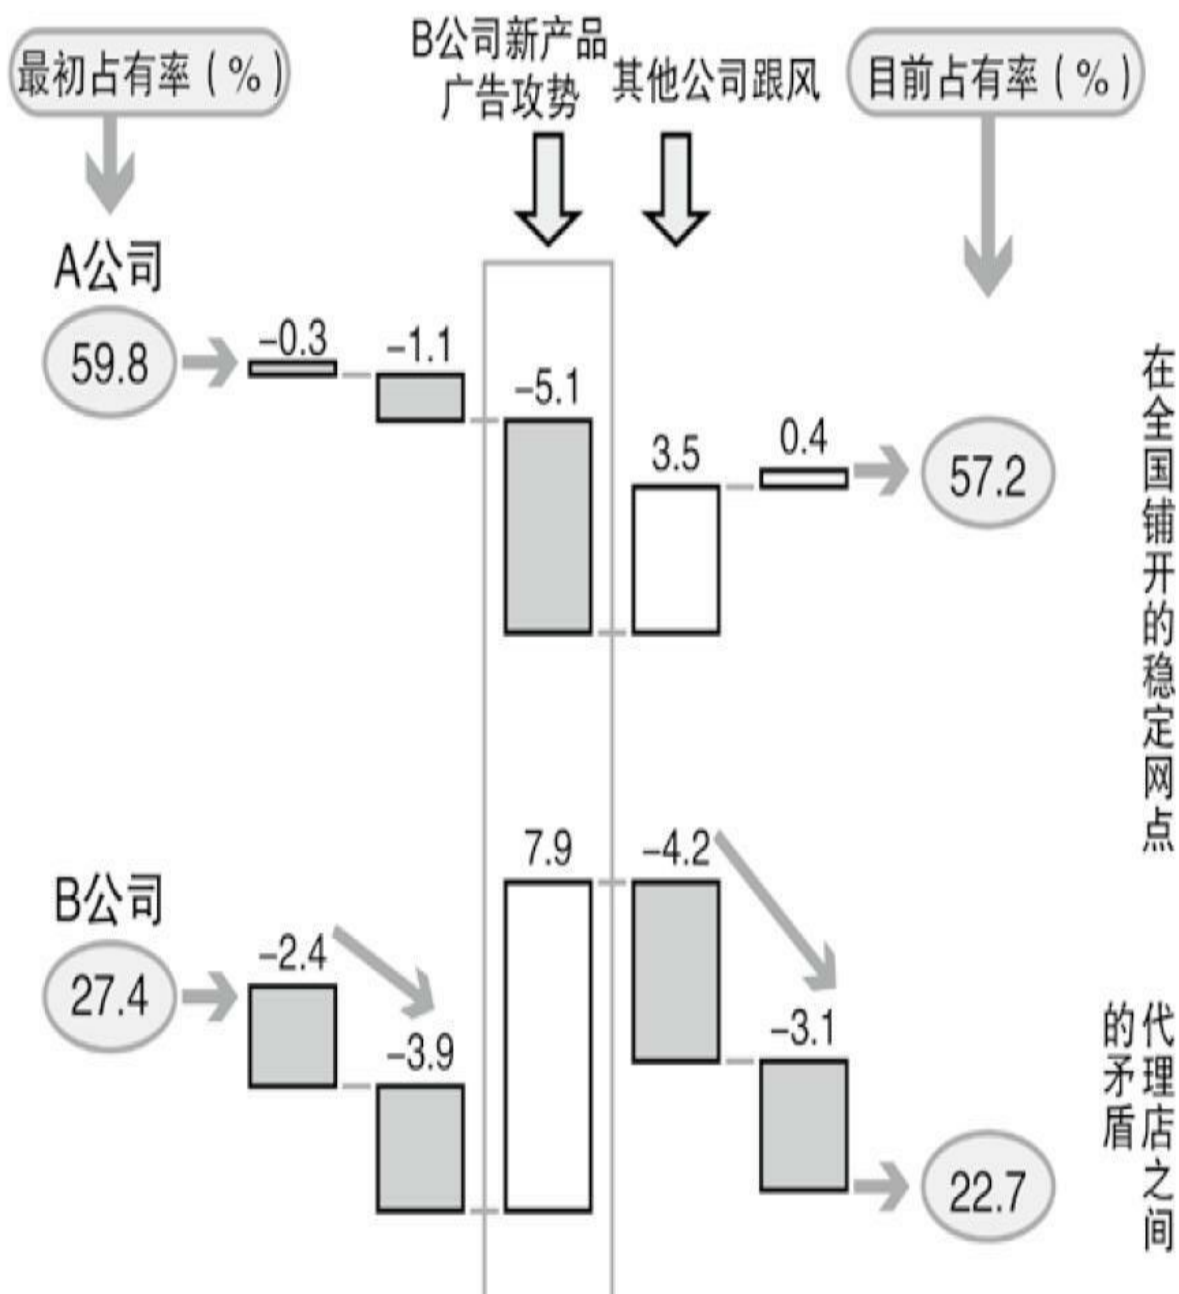 最初占有率（%）
B公司新产品
广告攻势
其他公司跟风
目前占有率（%）
A公司
59.8
-0.3
-1.1
-5.1
3.5
0.4
57.2
在全国铺开的稳定网点
B公司
27.4
-2.4
-3.9
7.9
-4.2
-3.1
22.7
代理店之间
的矛盾